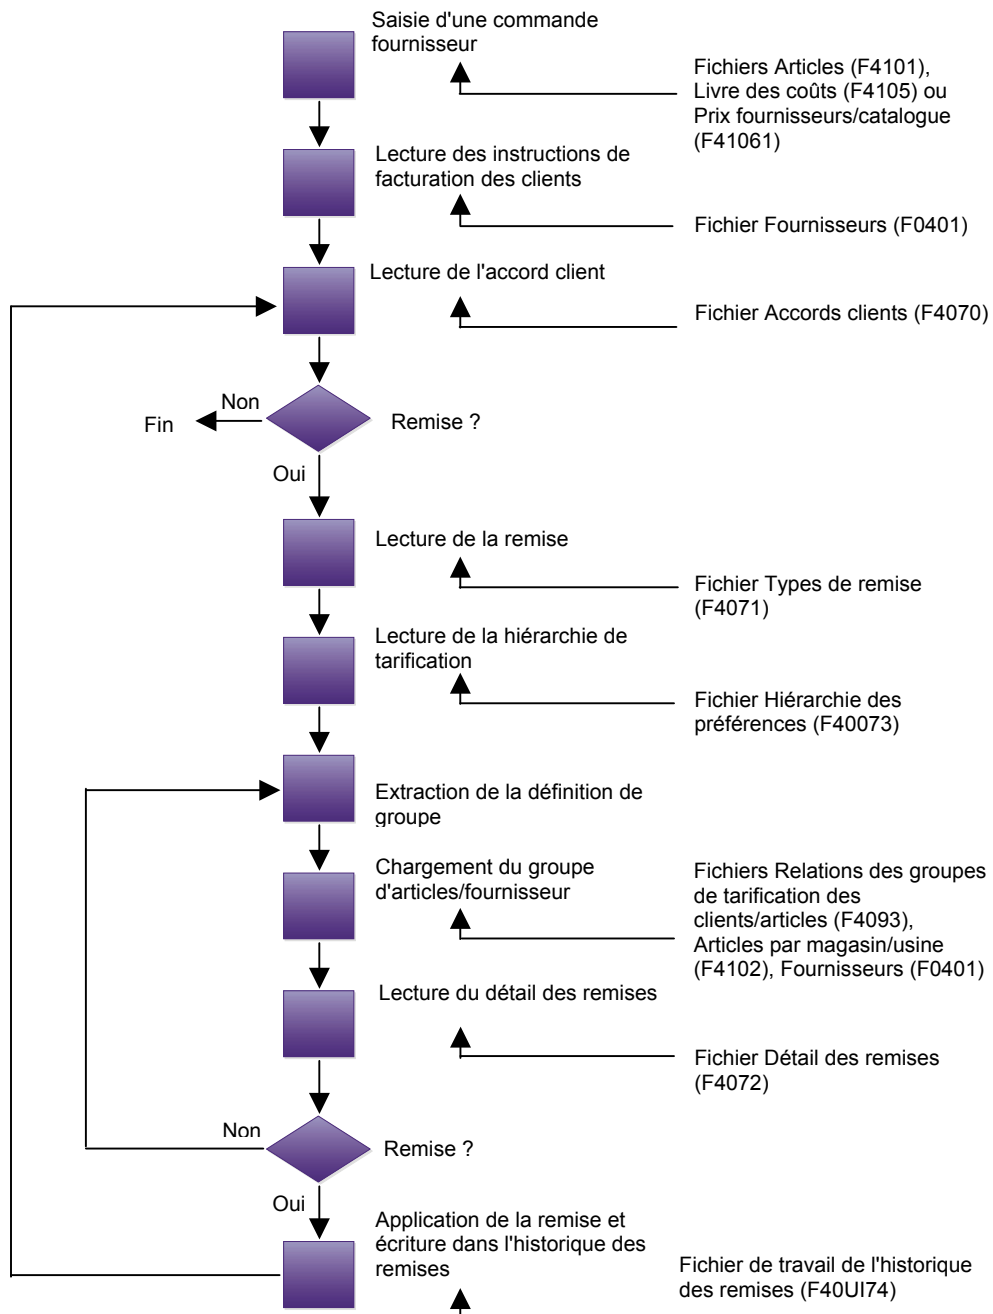 Saisie d'une commande
fournisseur
Fichiers Articles (F4101),
Livre des coûts (F4105) ou
Prix fournisseurs/catalogue
(F41061)
Lecture des instructions de
facturation des clients
Fichier Fournisseurs (F0401)
Lecture de l'accord client
Fichier Accords clients (F4070)
Non
Fin
Remise ?
Oui
Lecture de la remise
Fichier Types de remise
(F4071)
Lecture de la hiérarchie de
tarification
Fichier Hiérarchie des
préférences (F40073)
Extraction de la définition de
groupe
Chargement du groupe
d'articles/fournisseur
Fichiers Relations des groupes
de tarification des
clients/articles (F4093),
Articles par magasin/usine
(F4102), Fournisseurs (F0401)
Lecture du détail des remises
Fichier Détail des remises
(F4072)
Non
Remise ?
Oui
Application de la remise et
écriture dans l'historique des
remises
Fichier de travail de l'historique
des remises (F40UI74)